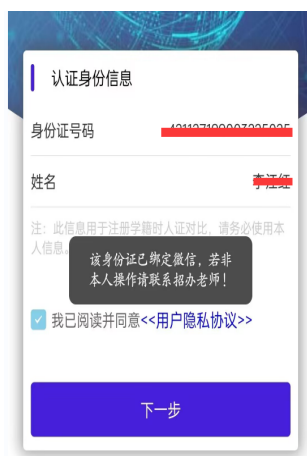 认证身份信息
身份证号码
姓名
注：此信息用于注册学籍时人证对比，请务必使用本
人信息，
该身份证已绑定微信，若非
本人操作请联系招办老师！
我已阅读并同意<<用户隐私协议>>
下一步